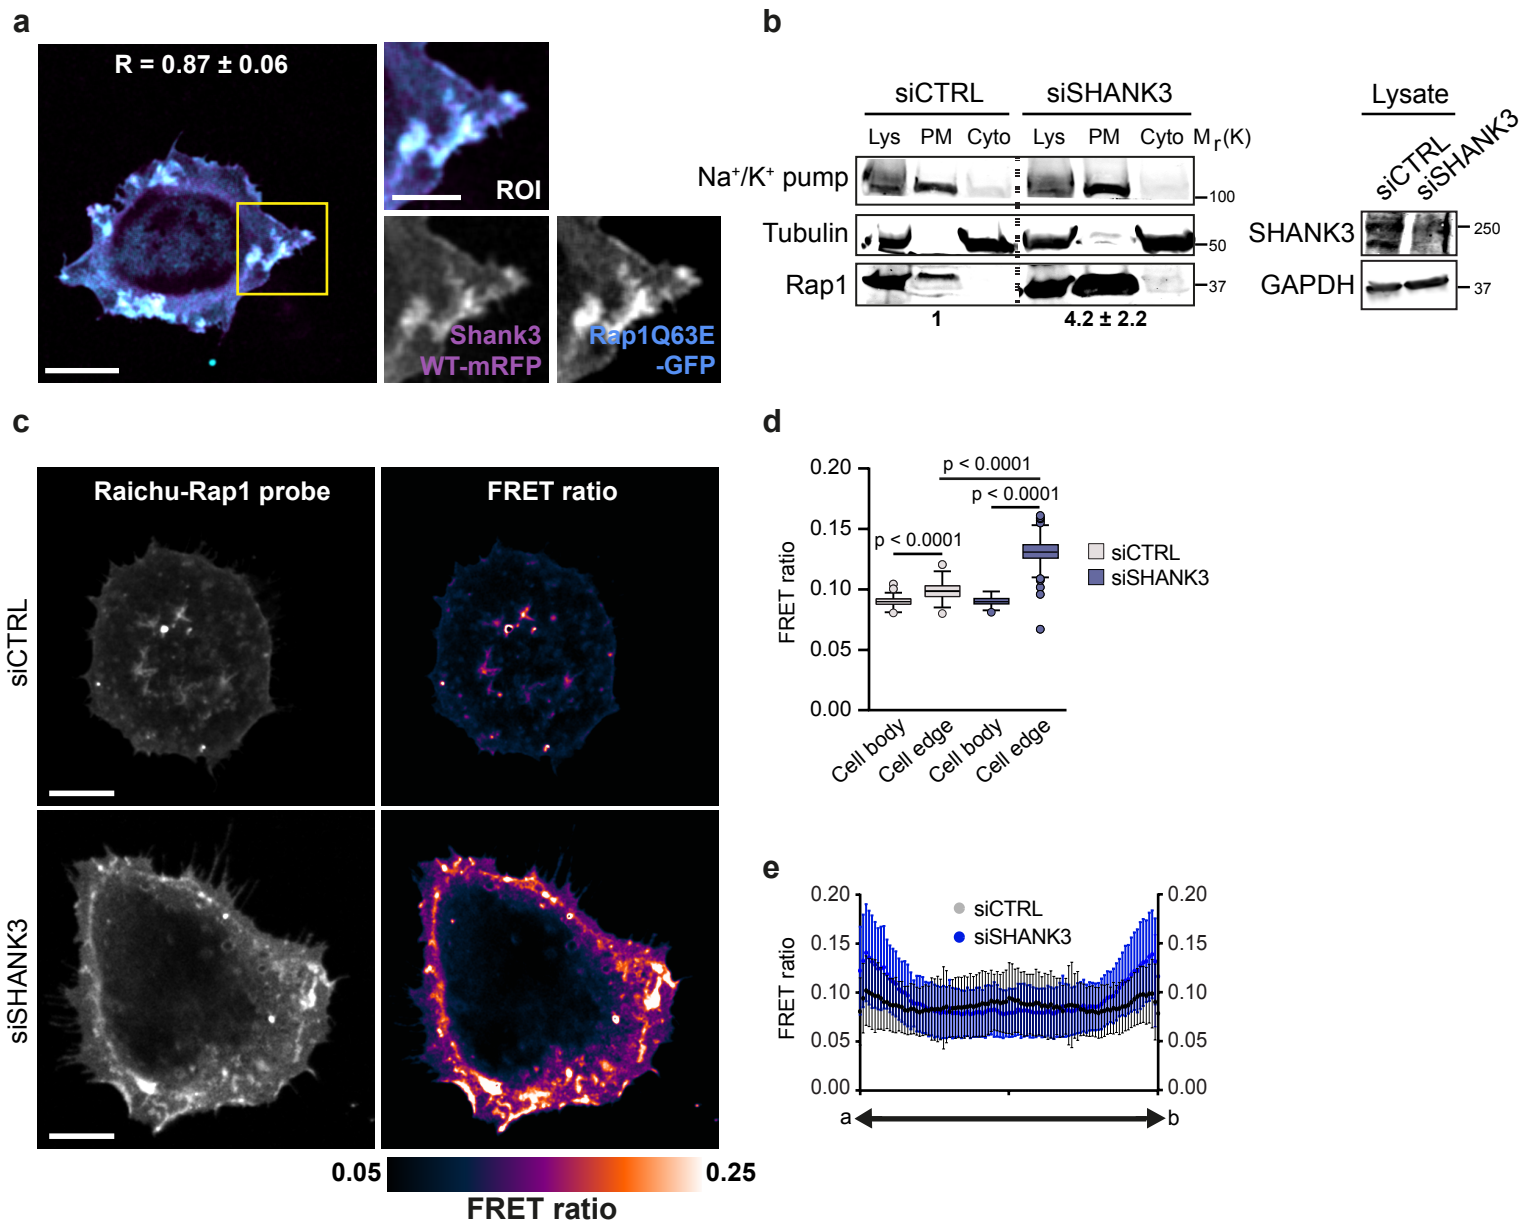 a
R = 0.87 ± 0.06
ROI
Shank3
WT-mRFP
Rap1Q63E
-GFP
b
siCTRL
siSHANK3
Lys
PM
Cyto
Lys
PM
Cyto
Mr(K)
Na+/K+ pump
100
Tubulin
50
Rap1
37
1
4.2 ± 2.2
Lysate
siCTRL
siSHANK3
SHANK3
250
GAPDH
37
c
Raichu-Rap1 probe
FRET ratio
siCTRL
siSHANK3
0.05
0.25
FRET ratio
d
FRET ratio
0.20
0.15
0.10
0.05
0.00
p < 0.0001
p < 0.0001
p < 0.0001
siCTRL
siSHANK3
Cell body
Cell edge
Cell body
Cell edge
e
FRET ratio
0.20
0.15
0.10
0.05
0.00
siCTRL
siSHANK3
0.20
0.15
0.10
0.05
0.00
a
b